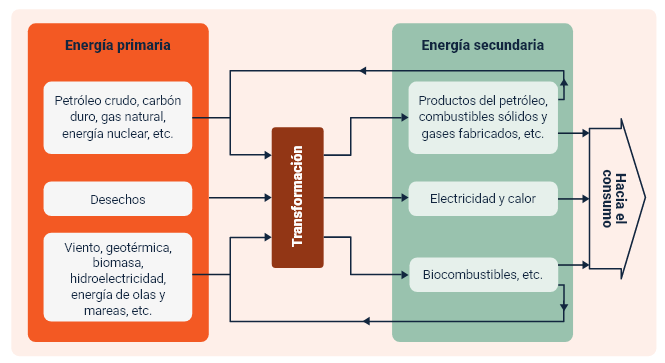 Energía primaria
Petróleo crudo, carbón
duro, gas natural,
energía nuclear, etc.
Desechos
Viento, geotérmica,
biomasa,
hidroelectricidad,
energía de olas y
mareas, etc.
Transformación
Energía secundaria
Productos del petróleo,
combustibles sólidos y
gases fabricados, etc.
Electricidad y calor
Biocombustibles, etc.
Hacia el
consumo